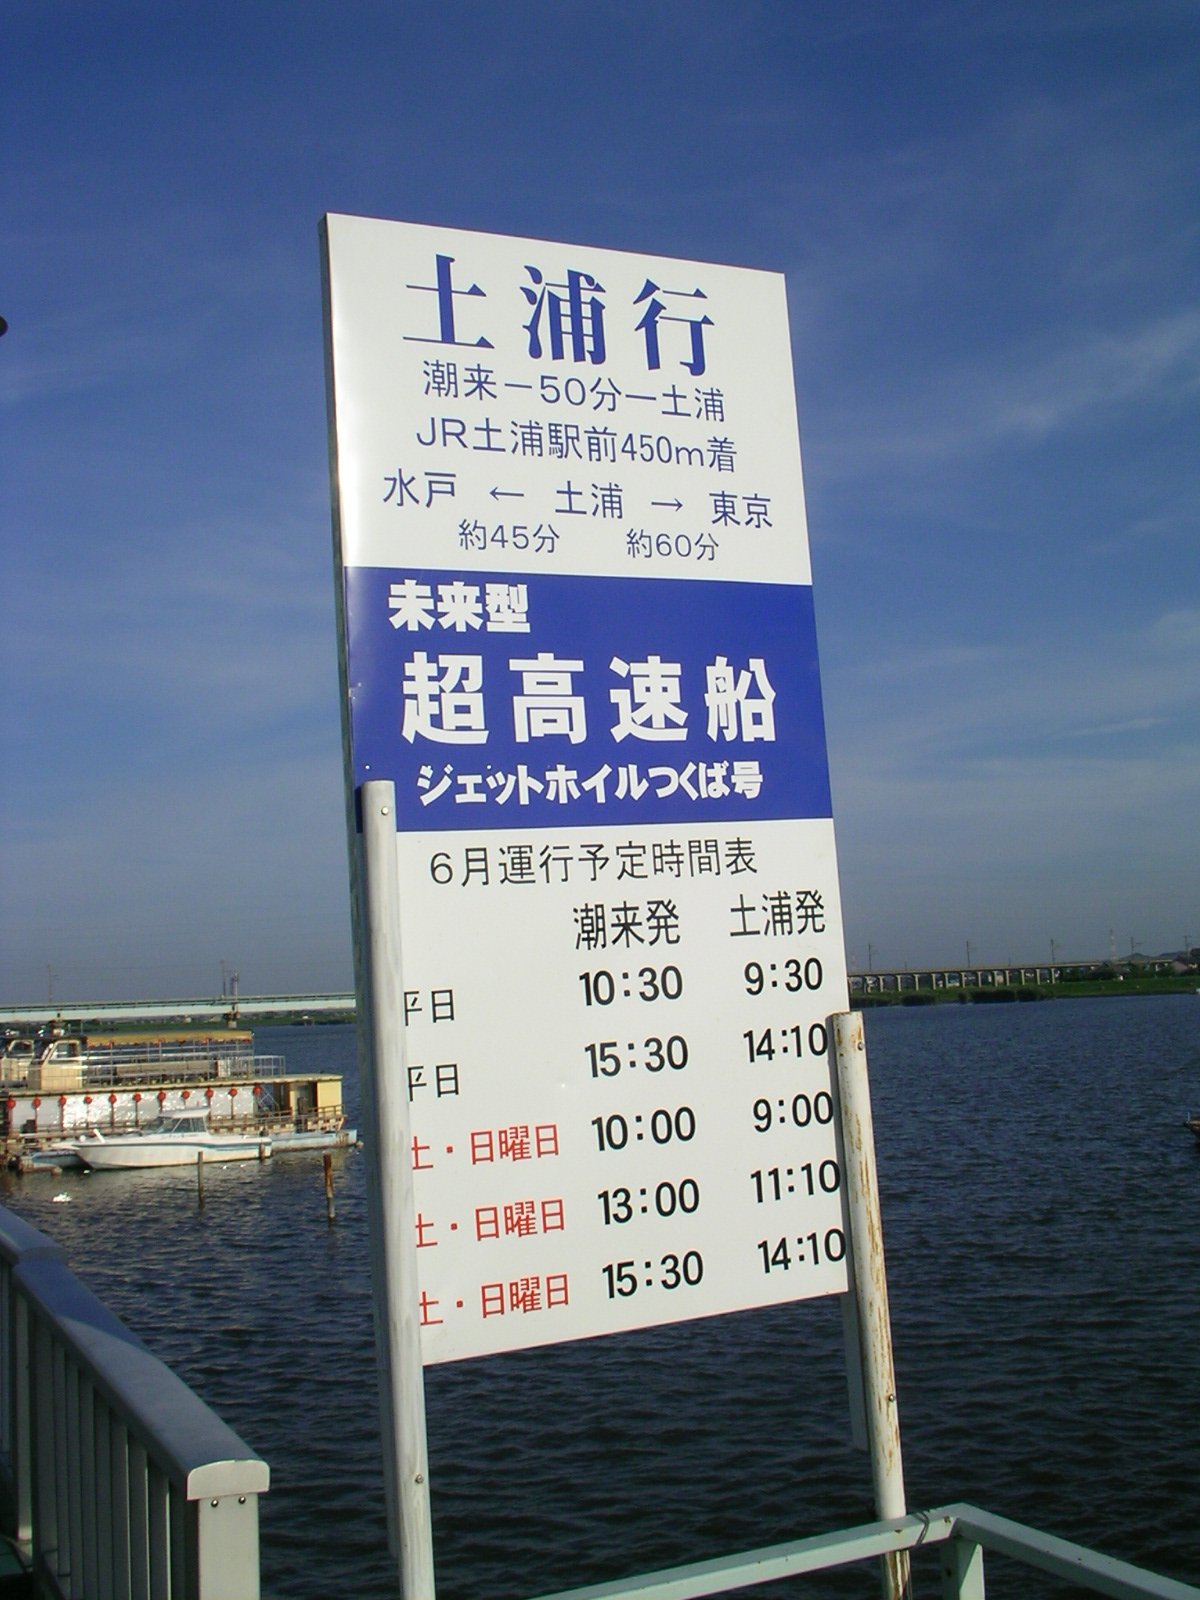 土浦行
潮来－50分－土浦
JR土浦駅前450m着
水戸 ← 土浦 → 東京
約45分 約60分
未来型
超高速船
ジェットホイルつくば号
6月運行予定時間表
潮来発 土浦発
平日 10:30 9:30
平日 15:30 14:10
土・日曜日 10:00 9:00
土・日曜日 13:00 11:10
土・日曜日 15:30 14:10